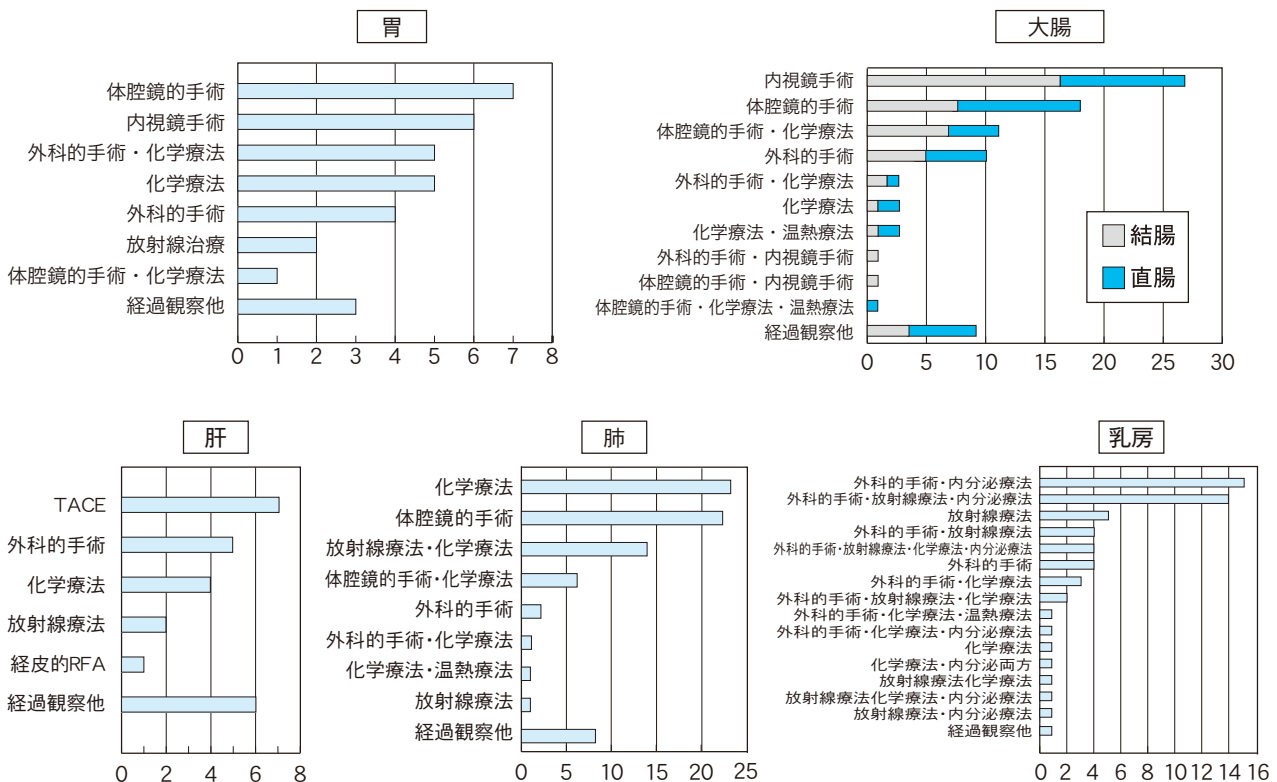 胃
体腔鏡的手術
内視鏡手術
外科的手術・化学療法
化学療法
外科的手術
放射線治療
体腔鏡的手術・化学療法
経過観察他
0 1 2 3 4 5 6 7 8
大腸
内視鏡手術
体腔鏡的手術
体腔鏡的手術・化学療法
外科的手術
外科的手術・化学療法
化学療法
化学療法・温熱療法
外科的手術・内視鏡手術
体腔鏡的手術・内視鏡手術
体腔鏡的手術・化学療法・温熱療法
経過観察他
結腸
直腸
0 5 10 15 20 25 30
肝
TACE
外科的手術
化学療法
放射線療法
経皮的RFA
経過観察他
0 2 4 6 8
肺
化学療法
体腔鏡的手術
放射線療法・化学療法
体腔鏡的手術・化学療法
外科的手術
外科的手術・化学療法
化学療法・温熱療法
放射線療法
経過観察他
0 5 10 15 20 25
乳房
外科的手術・内分泌療法
外科的手術・放射線療法・内分泌療法
放射線療法
外科的手術・放射線療法
外科的手術・放射線療法・化学療法・内分泌療法
外科的手術
外科的手術・化学療法
外科的手術・放射線療法・化学療法
外科的手術・化学療法・温熱療法
外科的手術・化学療法・内分泌療法
化学療法
化学療法・内分泌両方
放射線療法化学療法
放射線療法化学療法・内分泌療法
放射線療法・内分泌療法
経過観察他
0 2 4 6 8 10 12 14 16